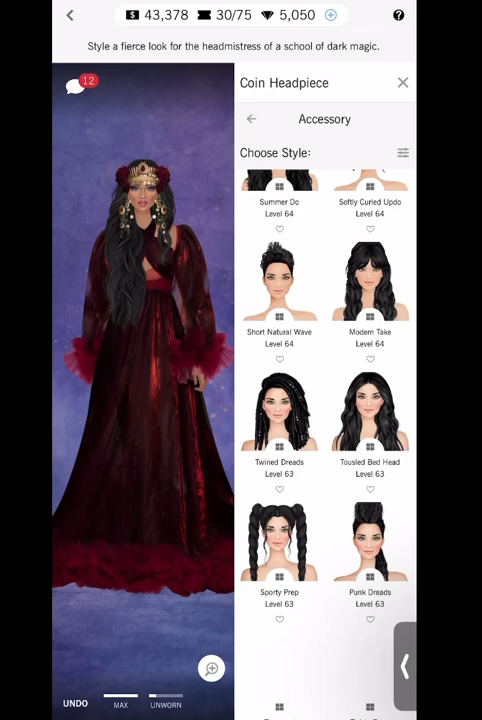 43,378 30/75 5,050
?
Style a fierce look for the headmistress of a school of dark magic.
12
Coin Headpiece
Accessory
Choose Style:
Summer Do
Level 64
Softly Curled Updo
Level 64
Short Natural Wave
Level 64
Modern Take
Level 64
Twined Dreads
Level 63
Tousled Bed Head
Level 63
Sporty Prep
Level 63
Punk Dreads
Level 63
UNDO
MAX
UNWORN